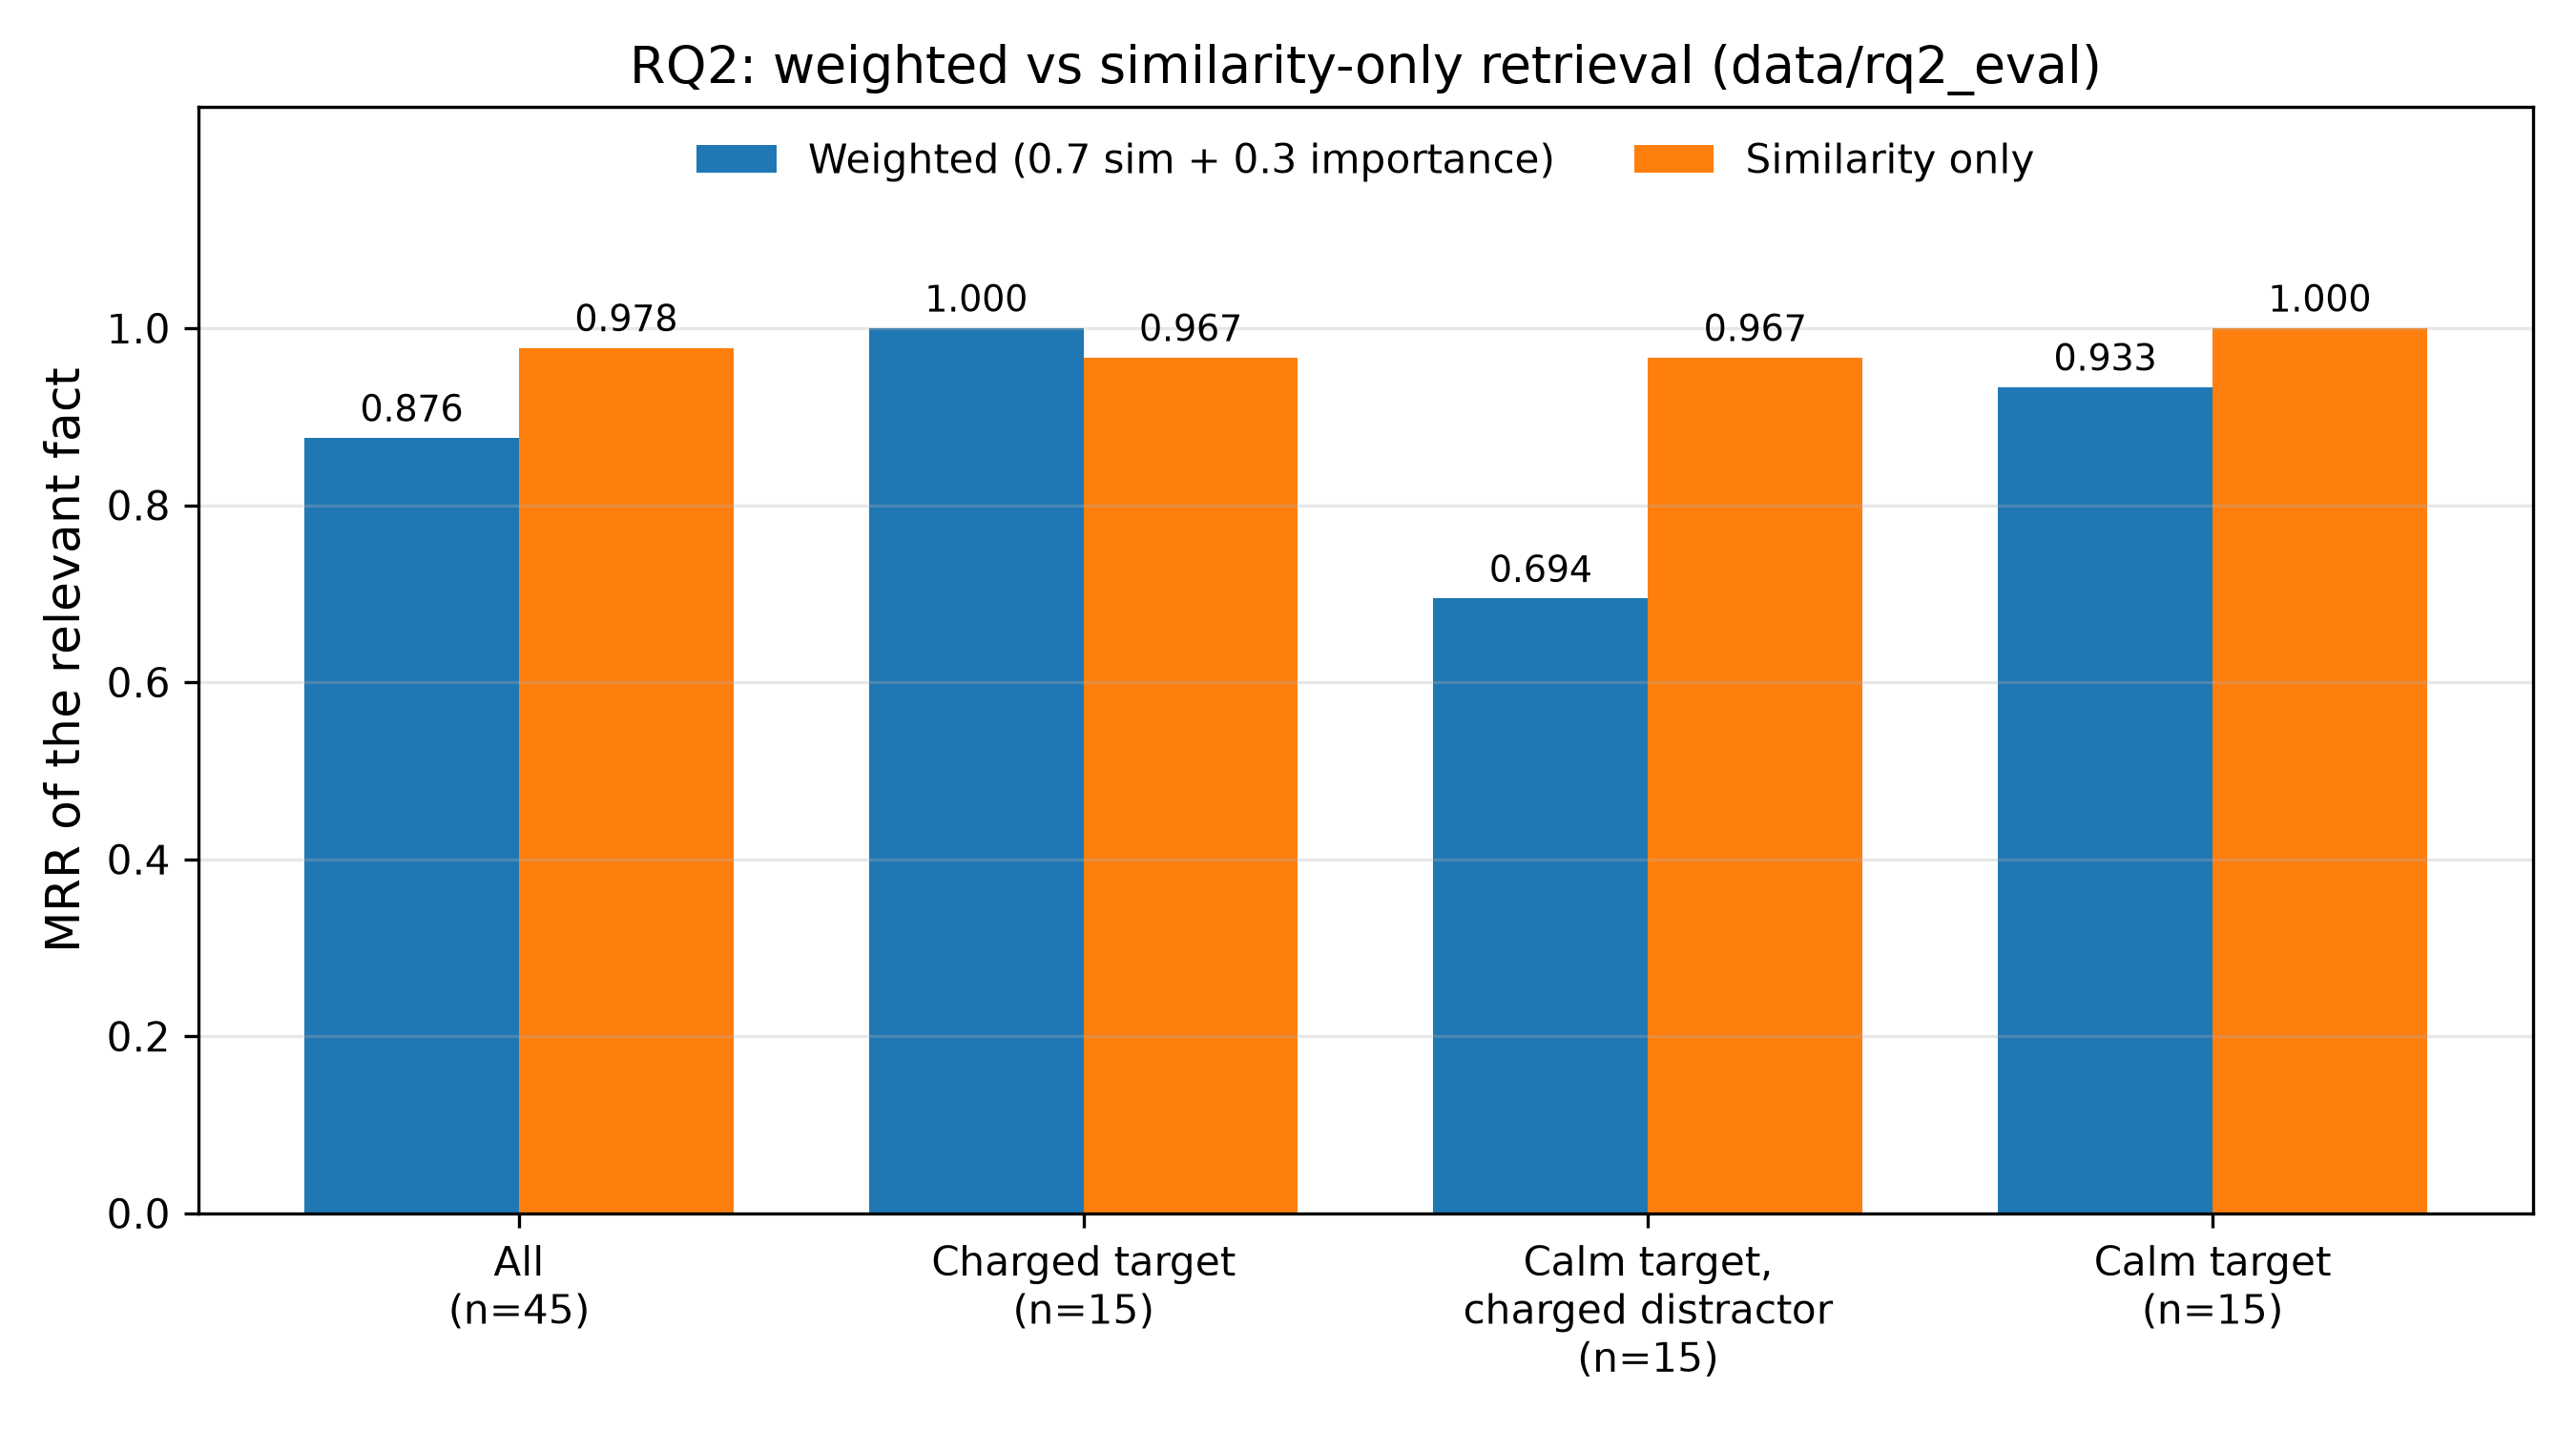 RQ2: weighted vs similarity-only retrieval (data/rq2_eval)
Weighted (0.7 sim + 0.3 importance)
Similarity only
MRR of the relevant fact
1.0
0.8
0.6
0.4
0.2
0.0
0.876
0.978
1.000
0.967
0.694
0.967
0.933
1.000
All
(n=45)
Charged target
(n=15)
Calm target,
charged distractor
(n=15)
Calm target
(n=15)